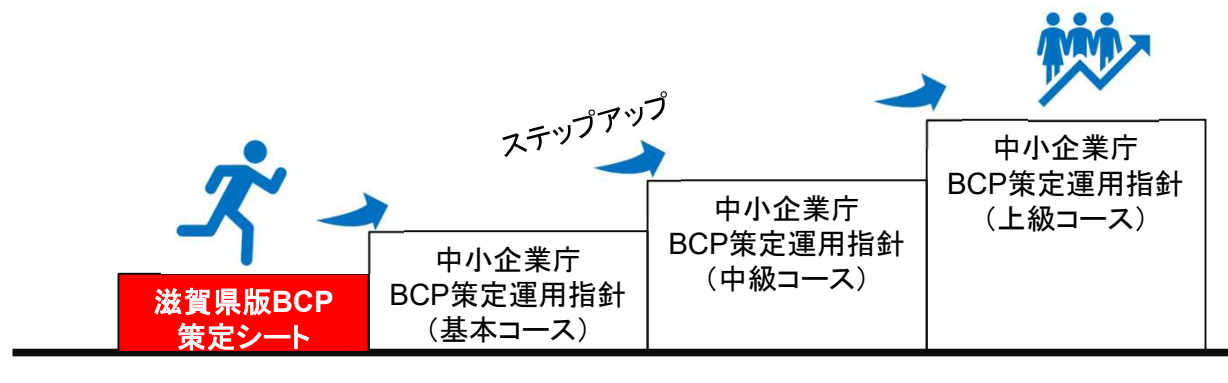 ステップアップ
滋賀県版BCP
策定シート
中小企業庁
BCP策定運用指針
（基本コース）
中小企業庁
BCP策定運用指針
（中級コース）
中小企業庁
BCP策定運用指針
（上級コース）